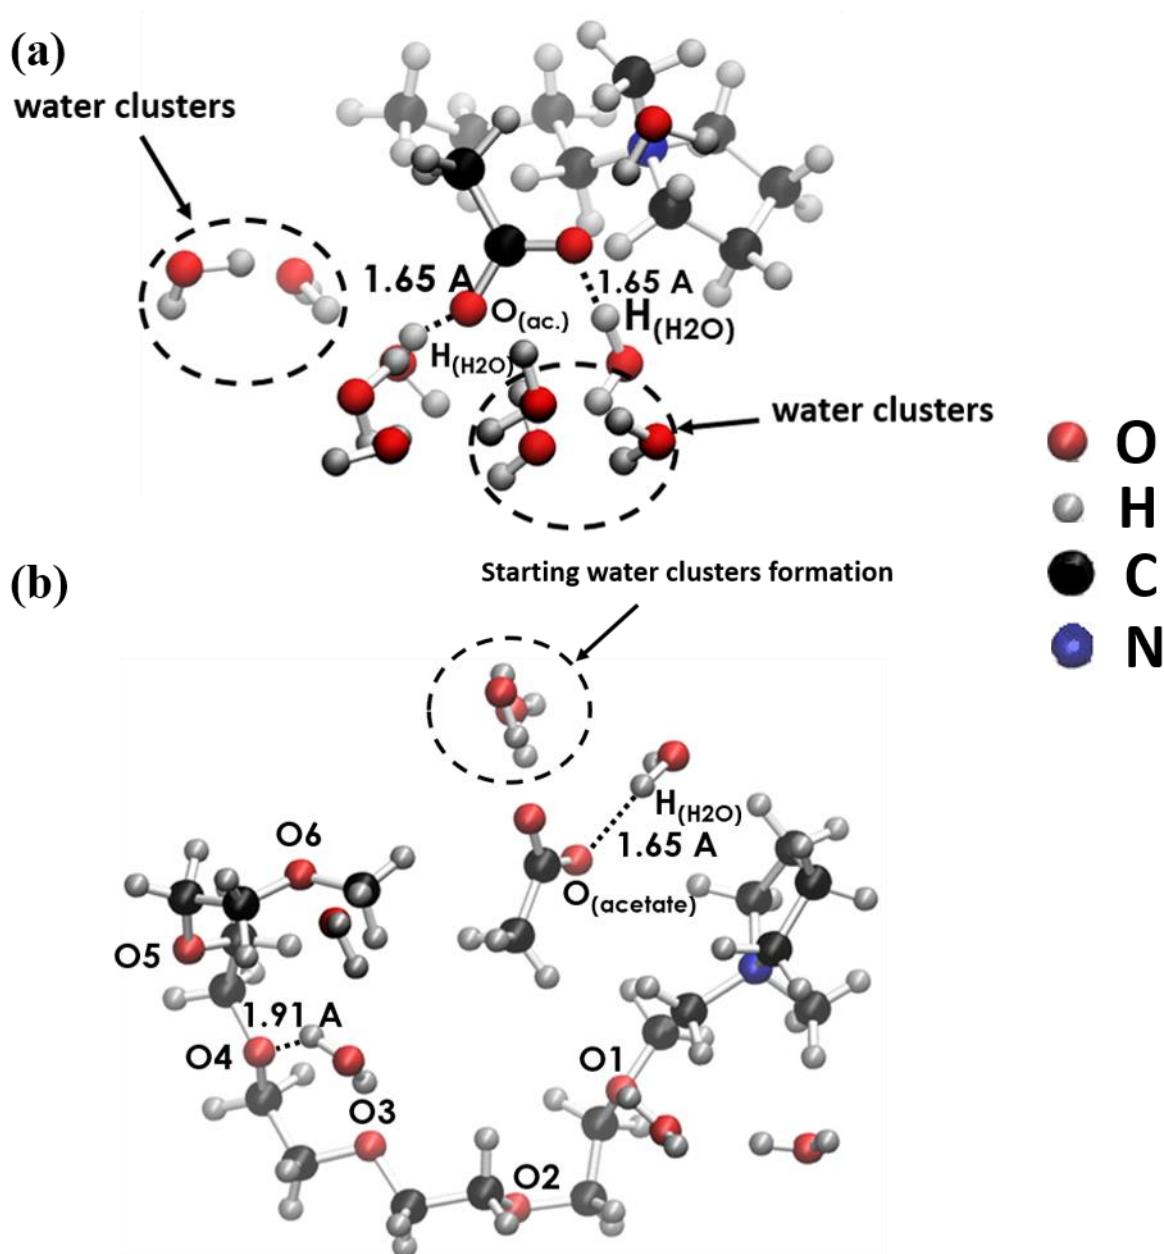 (a)
water clusters
1.65 A
1.65 A
O(ac.)
H(H2O)
H(H2O)
water clusters
O
H
C
N
(b)
Starting water clusters formation
H(H2O)
1.65 A
O(acetate)
O6
O5
1.91 A
O4
O3
O1
O2